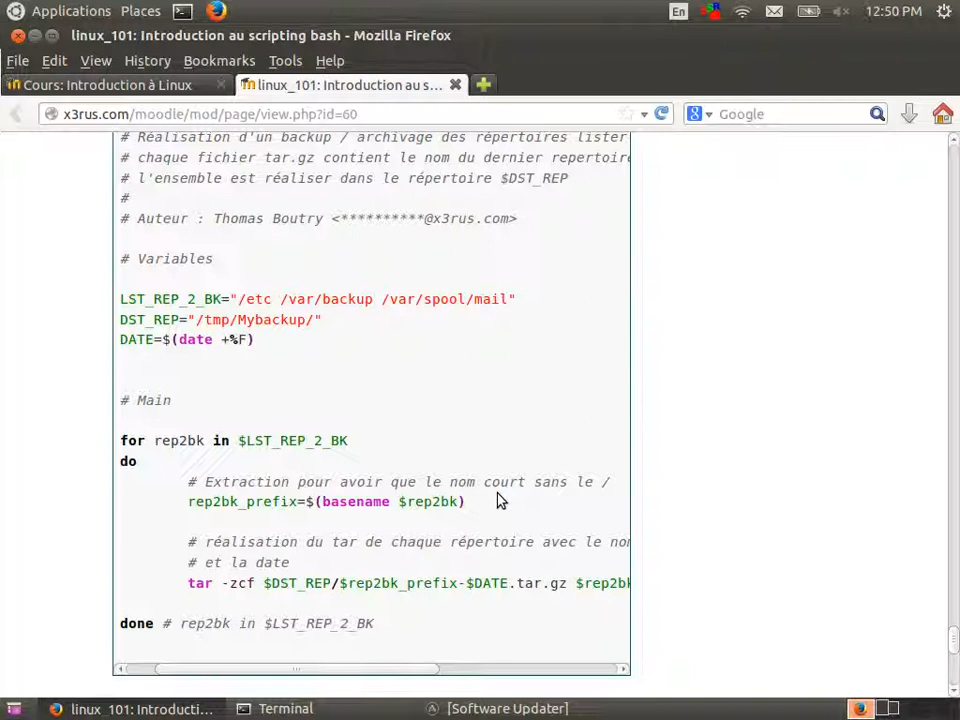 Applications Places En 12:50 PM
linux_101: Introduction au scripting bash - Mozilla Firefox
File Edit View History Bookmarks Tools Help
Cours: Introduction à Linux linux_101: Introduction au s...
x3rus.com/moodle/mod/page/view.php?id=60 Google
# Réalisation d'un backup / archivage des répertoires lister
# chaque fichier tar.gz contient le nom du dernier repertoire
# l'ensemble est réaliser dans le répertoire $DST_REP
#
# Auteur : Thomas Boutry <**********@x3rus.com>
# Variables
LST_REP_2_BK="/etc /var/backup /var/spool/mail"
DST_REP="/tmp/Mybackup/"
DATE=$(date +%F)
# Main
for rep2bk in $LST_REP_2_BK
do
# Extraction pour avoir que le nom court sans le /
rep2bk_prefix=$(basename $rep2bk)
# réalisation du tar de chaque répertoire avec le nom
# et la date
tar -zcf $DST_REP/$rep2bk_prefix-$DATE.tar.gz $rep2bk
done # rep2bk in $LST_REP_2_BK
linux_101: Introducti... Terminal [Software Updater]